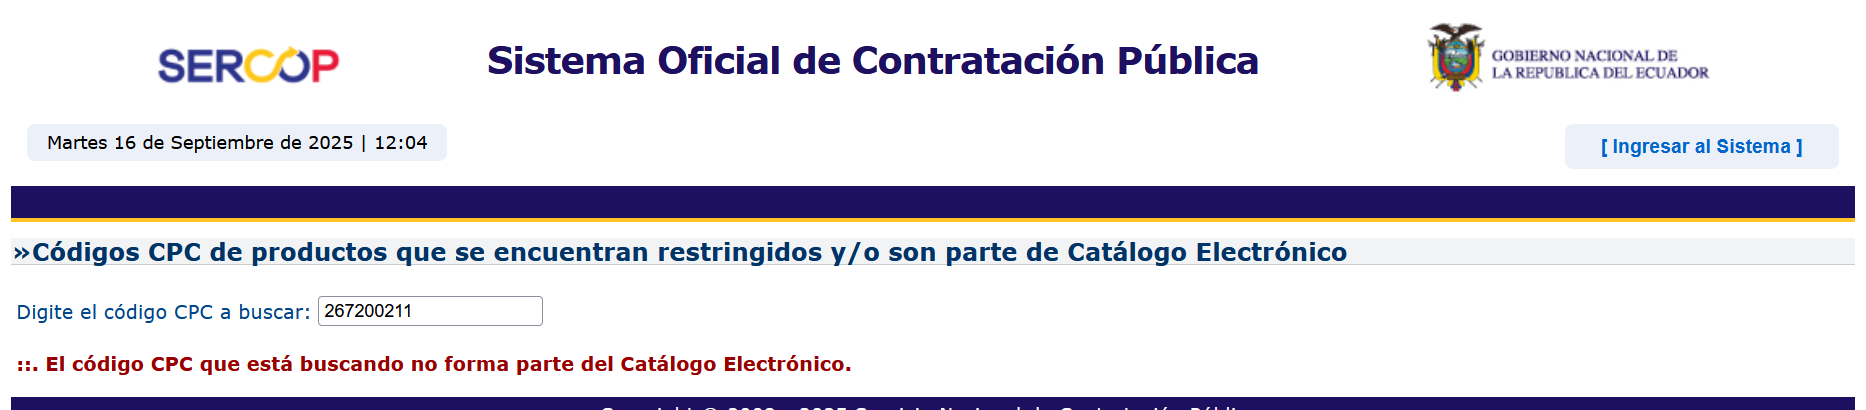 SERCOP
Sistema Oficial de Contratación Pública
GOBIERNO NACIONAL DE
LA REPUBLICA DEL ECUADOR
Martes 16 de Septiembre de 2025 | 12:04
[ Ingresar al Sistema ]
»Códigos CPC de productos que se encuentran restringidos y/o son parte de Catálogo Electrónico
Digite el código CPC a buscar: 267200211
::. El código CPC que está buscando no forma parte del Catálogo Electrónico.